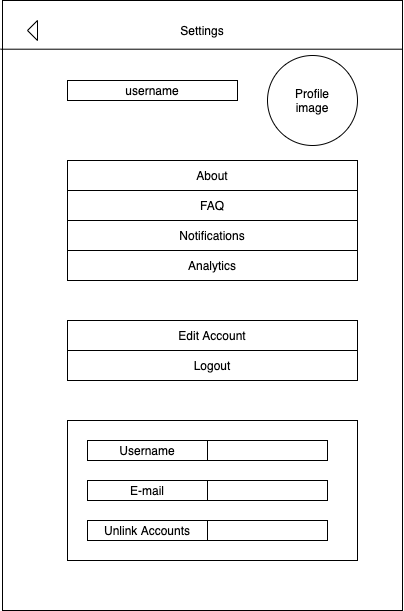 Settings
username
Profile
image
About
FAQ
Notifications
Analytics
Edit Account
Logout
Username
E-mail
Unlink Accounts